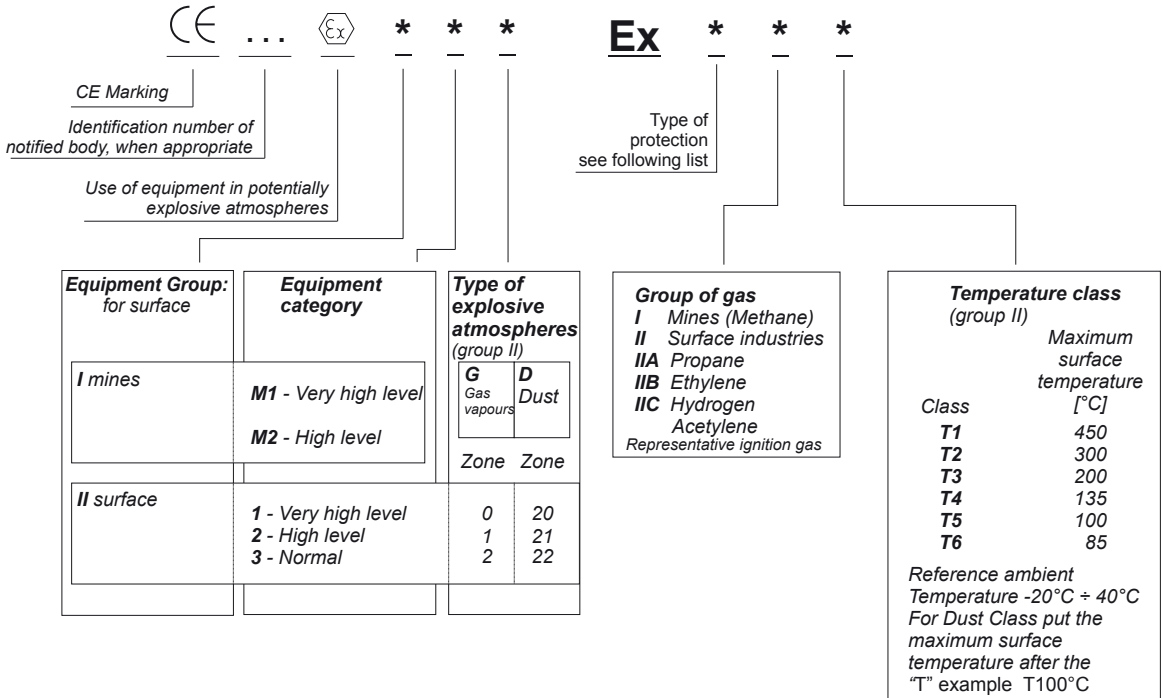 CE ... Ex * * * Ex * * *
CE Marking
Identification number of
notified body, when appropriate
Use of equipment in potentially
explosive atmospheres
Type of
protection
see following list
Equipment Group:
for surface
Equipment
category
Type of
explosive
atmospheres
(group II)
G
Gas
vapours
D
Dust
I mines
M1 - Very high level
M2 - High level
Zone Zone
II surface
1 - Very high level 0 20
2 - High level 1 21
3 - Normal 2 22
Group of gas
I Mines (Methane)
II Surface industries
IIA Propane
IIB Ethylene
IIC Hydrogen
Acetylene
Representative ignition gas
Temperature class
(group II)
Maximum
surface
temperature
Class [°C]
T1 450
T2 300
T3 200
T4 135
T5 100
T6 85
Reference ambient
Temperature -20°C ÷ 40°C
For Dust Class put the
maximum surface
temperature after the
"T" example T100°C